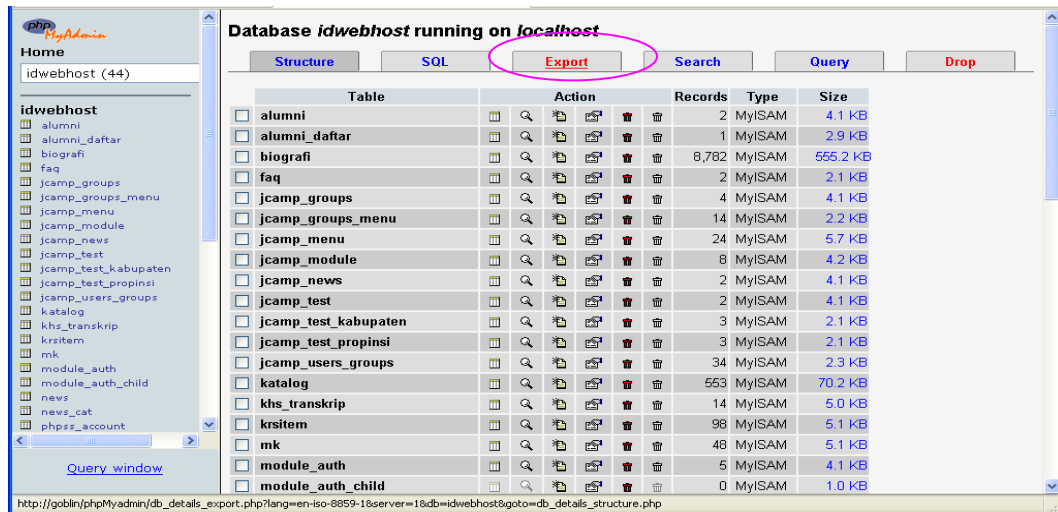 php
MyAdmin
Home
idwebhost (44)
idwebhost
alumni
alumni_daftar
biografi
faq
jcamp_groups
jcamp_groups_menu
jcamp_menu
jcamp_module
jcamp_news
jcamp_test
jcamp_test_kabupaten
jcamp_test_propinsi
jcamp_users_groups
katalog
khs_transkrip
krsitem
mk
module_auth
module_auth_child
news
news_cat
phpss_account
Query window
Database idwebhost running on localhost
Structure SQL Export Search Query Drop
Table Action Records Type Size
alumni 2 MyISAM 4.1 KB
alumni_daftar 1 MyISAM 2.9 KB
biografi 8,782 MyISAM 555.2 KB
faq 2 MyISAM 2.1 KB
jcamp_groups 4 MyISAM 4.1 KB
jcamp_groups_menu 14 MyISAM 2.2 KB
jcamp_menu 24 MyISAM 5.7 KB
jcamp_module 8 MyISAM 4.2 KB
jcamp_news 2 MyISAM 4.1 KB
jcamp_test 2 MyISAM 4.1 KB
jcamp_test_kabupaten 3 MyISAM 2.1 KB
jcamp_test_propinsi 3 MyISAM 2.1 KB
jcamp_users_groups 34 MyISAM 2.3 KB
katalog 553 MyISAM 70.2 KB
khs_transkrip 14 MyISAM 5.0 KB
krsitem 98 MyISAM 5.1 KB
mk 48 MyISAM 5.1 KB
module_auth 5 MyISAM 4.1 KB
module_auth_child 0 MyISAM 1.0 KB
http://goblin/phpMyadmin/db_details_export.php?lang=en-iso-8859-1&server=1&db=idwebhost&goto=db_details_structure.php